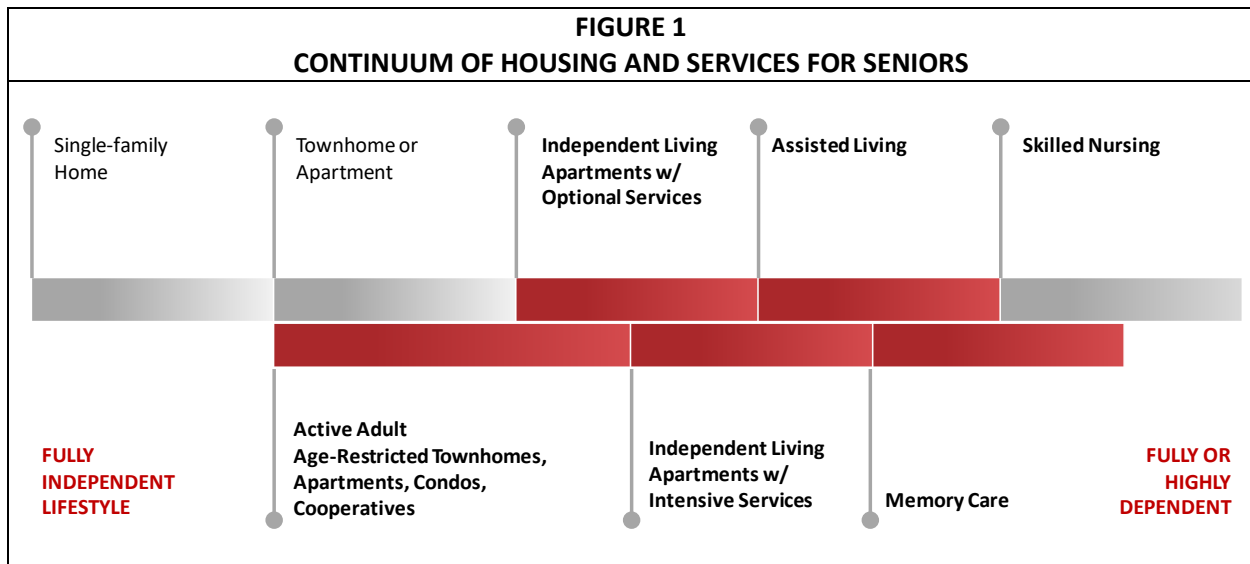 FIGURE 1
CONTINUUM OF HOUSING AND SERVICES FOR SENIORS
Single-family
Home
Townhome or
Apartment
Independent Living
Apartments w/
Optional Services
Assisted Living
Skilled Nursing
FULLY
INDEPENDENT
LIFESTYLE
Active Adult
Age-Restricted Townhomes,
Apartments, Condos,
Cooperatives
Independent Living
Apartments w/
Intensive Services
Memory Care
FULLY OR
HIGHLY
DEPENDENT